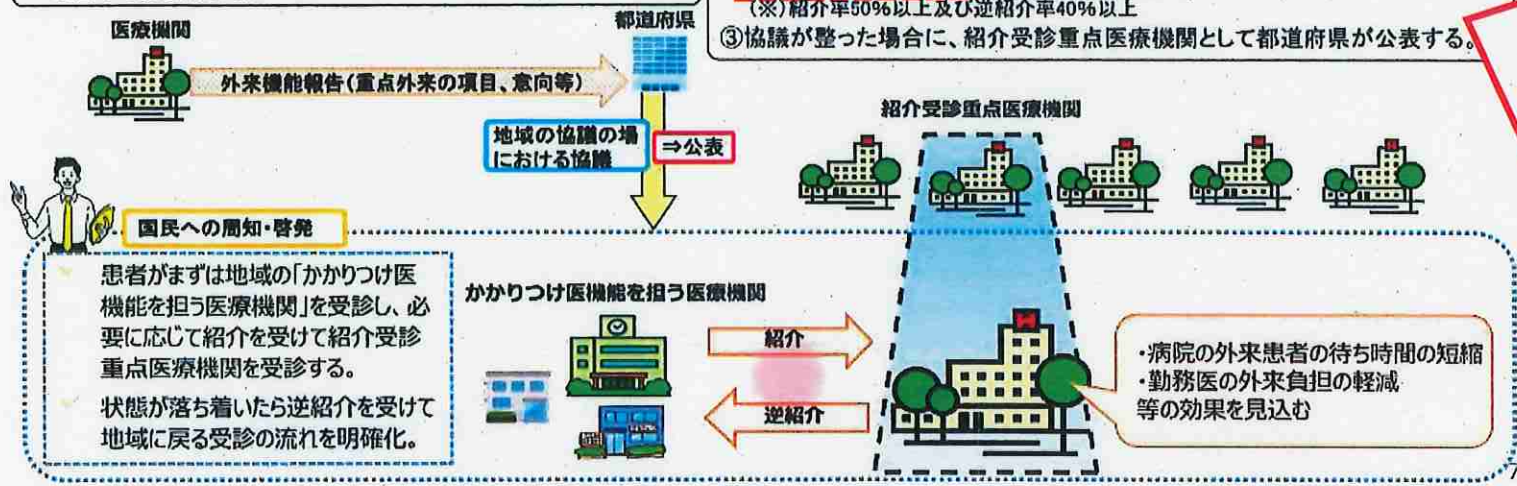 (※)紹介率50%以上及び逆紹介率40%以上
③協議が整った場合に、紹介受診重点医療機関として都道府県が公表する。
都道府県
医療機関
外来機能報告(重点外来の項目、意向等)
地域の協議の場
における協議
⇒公表
紹介受診重点医療機関
国民への周知・啓発
患者がまずは地域の「かかりつけ医
機能を担う医療機関」を受診し、必
要に応じて紹介を受けて紹介受診
重点医療機関を受診する。
状態が落ち着いたら逆紹介を受けて
地域に戻る受診の流れを明確化。
かかりつけ医機能を担う医療機関
紹介
逆紹介
・病院の外来患者の待ち時間の短縮
・勤務医の外来負担の軽減
等の効果を見込む